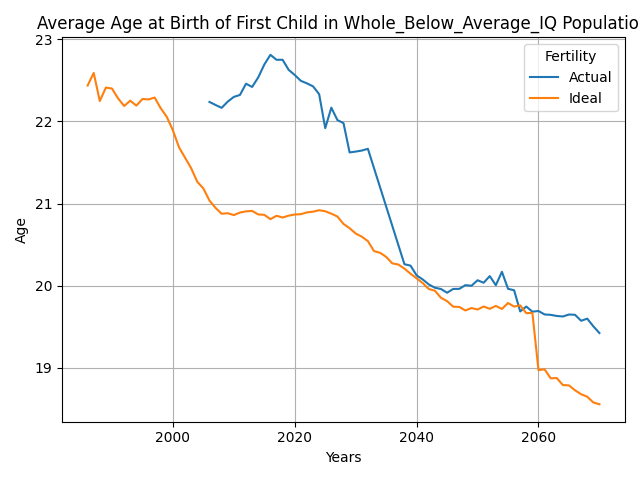 Average Age at Birth of First Child in Whole_Below_Average_IQ Populatio
23
22
21
20
19
Age
Fertility
Actual
Ideal
2000 2020 2040 2060
Years